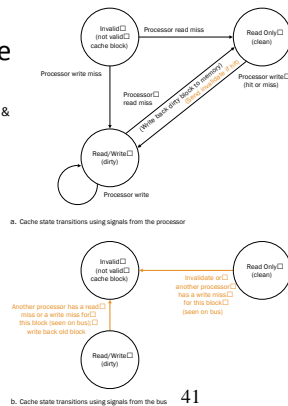 e
&
Invalid
(not valid
cache block)
Processor read miss
Read Only
(clean)
Processor write miss
Processor
read miss
(Write back dirty block to memory)
(Send invalidate if hit)
Processor write
(hit or miss)
Read/Write
(dirty)
Processor write
a. Cache state transitions using signals from the processor
Invalid
(not valid
cache block)
Invalidate or
another processor
has a write miss
for this block
(seen on bus)
Read Only
(clean)
Another processor has a read
miss or a write miss for
this block (seen on bus);
write back old block
Read/Write
(dirty)
b. Cache state transitions using signals from the bus
41